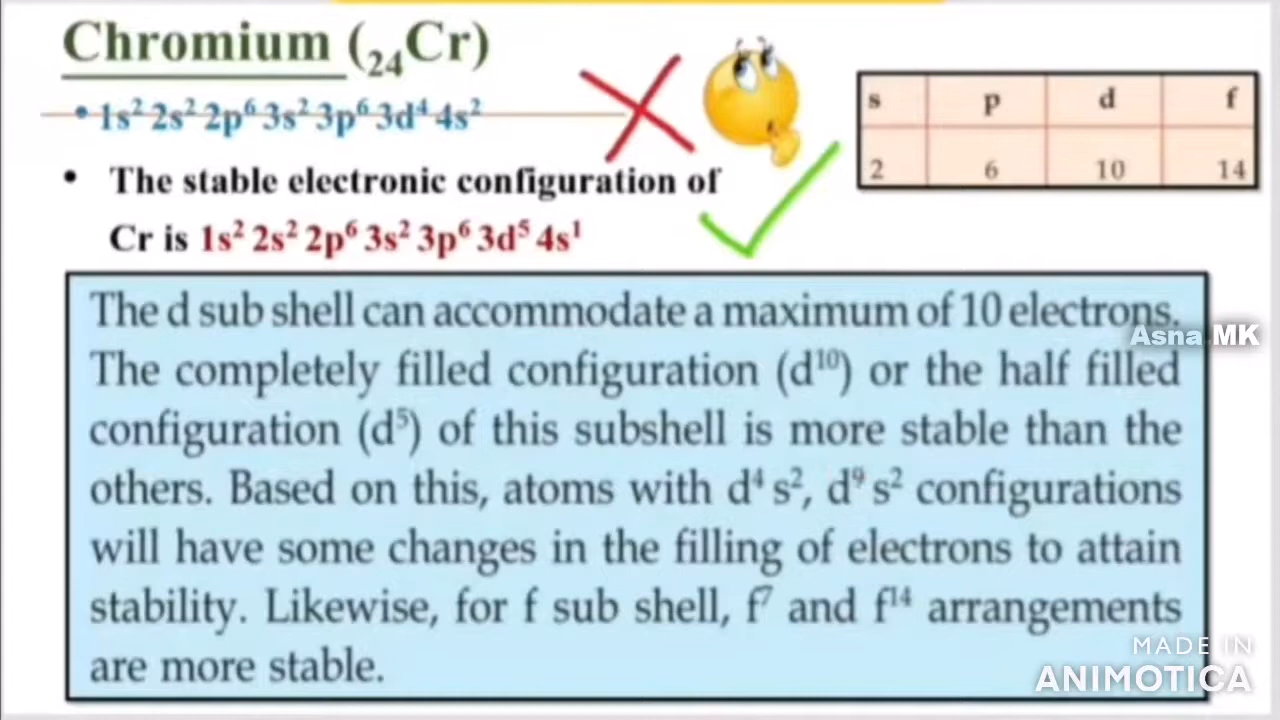 Chromium (₂₄Cr)
• 1s² 2s² 2p⁶ 3s² 3p⁶ 3d⁴ 4s²
s p d f
2 6 10 14
• The stable electronic configuration of
Cr is 1s² 2s² 2p⁶ 3s² 3p⁶ 3d⁵ 4s¹
The d sub shell can accommodate a maximum of 10 electrons.
The completely filled configuration (d¹⁰) or the half filled
configuration (d⁵) of this subshell is more stable than the
others. Based on this, atoms with d⁴ s², d⁹ s² configurations
will have some changes in the filling of electrons to attain
stability. Likewise, for f sub shell, f⁷ and f¹⁴ arrangements
are more stable.
Asna MK
MADE IN
ANIMOTICA